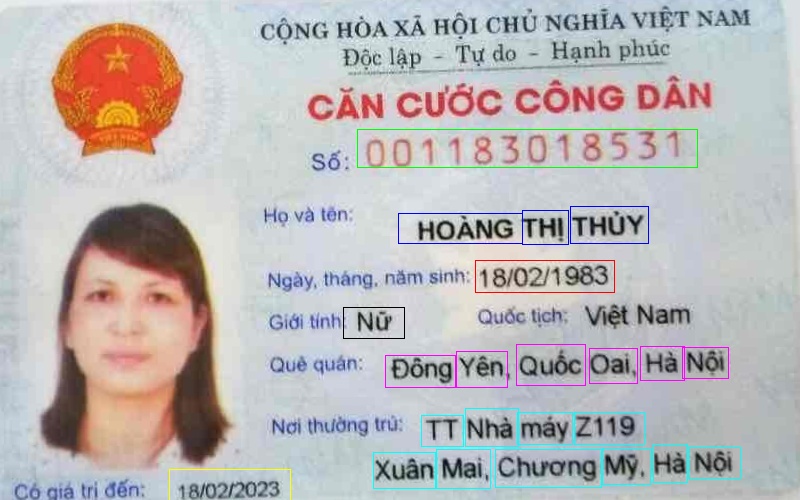 CỘNG HÒA XÃ HỘI CHỦ NGHĨA VIỆT NAM
Độc lập - Tự do - Hạnh phúc
CĂN CƯỚC CÔNG DÂN
Số: 001183018531
Họ và tên: HOÀNG THỊ THỦY
Ngày, tháng, năm sinh: 18/02/1983
Giới tính: Nữ Quốc tịch: Việt Nam
Quê quán: Đông Yên, Quốc Oai, Hà Nội
Nơi thường trú: TT Nhà máy Z119
Xuân Mai, Chương Mỹ, Hà Nội
Có giá trị đến: 18/02/2023